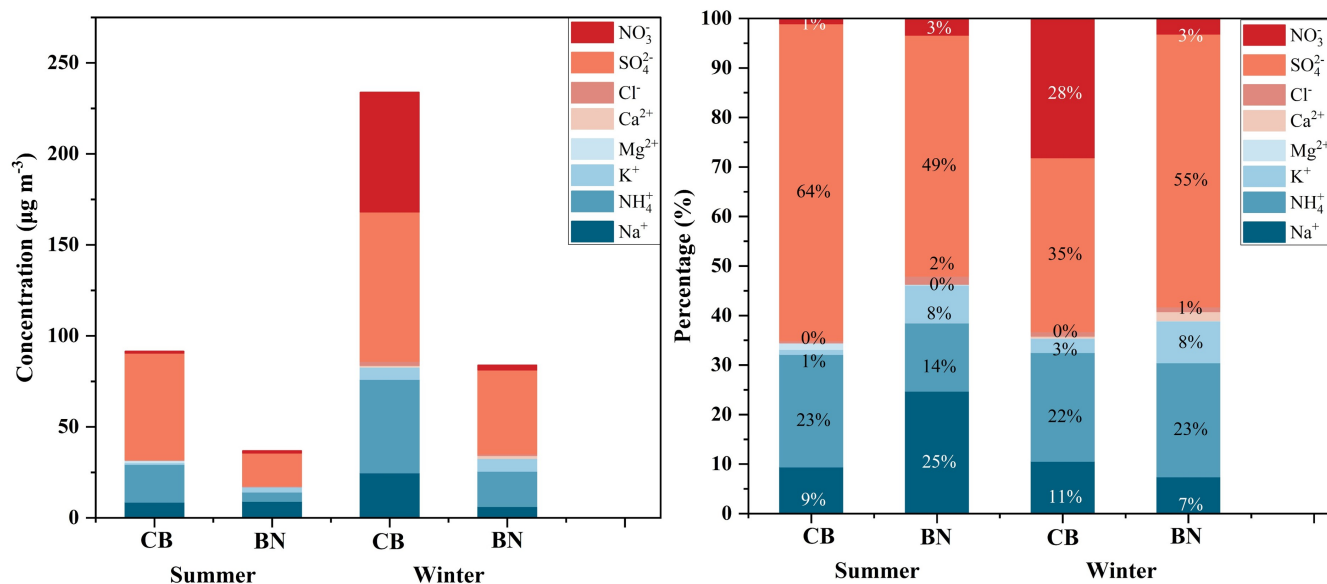 Concentration (μg m⁻³)
250
200
150
100
50
0
NO₃⁻
SO₄²⁻
Cl⁻
Ca²⁺
Mg²⁺
K⁺
NH₄⁺
Na⁺
CB BN CB BN
Summer Winter
Percentage (%)
100
90
80
70
60
50
40
30
20
10
0
1%
64%
0%
1%
23%
9%
3%
49%
2%
0%
8%
14%
25%
28%
35%
0%
3%
22%
11%
3%
55%
1%
8%
23%
7%
NO₃⁻
SO₄²⁻
Cl⁻
Ca²⁺
Mg²⁺
K⁺
NH₄⁺
Na⁺
CB BN CB BN
Summer Winter